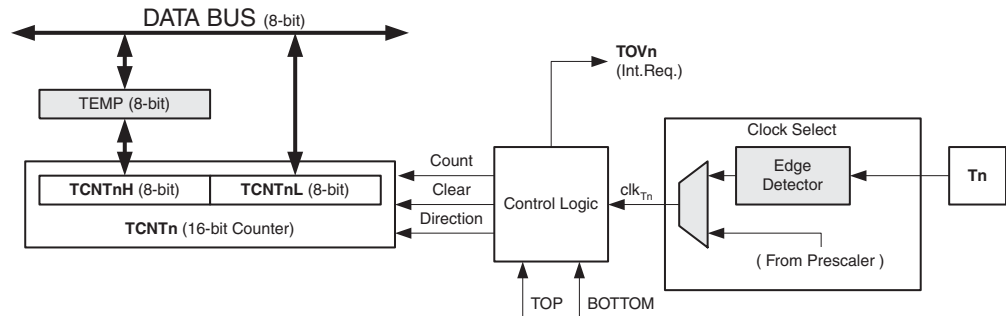 DATA BUS (8-bit)
TOVn
(Int.Req.)
TEMP (8-bit)
Clock Select
Count
Edge
Detector
Tn
TCNTnH (8-bit)
TCNTnL (8-bit)
Clear
Control Logic
clkTn
TCNTn (16-bit Counter)
Direction
( From Prescaler )
TOP
BOTTOM